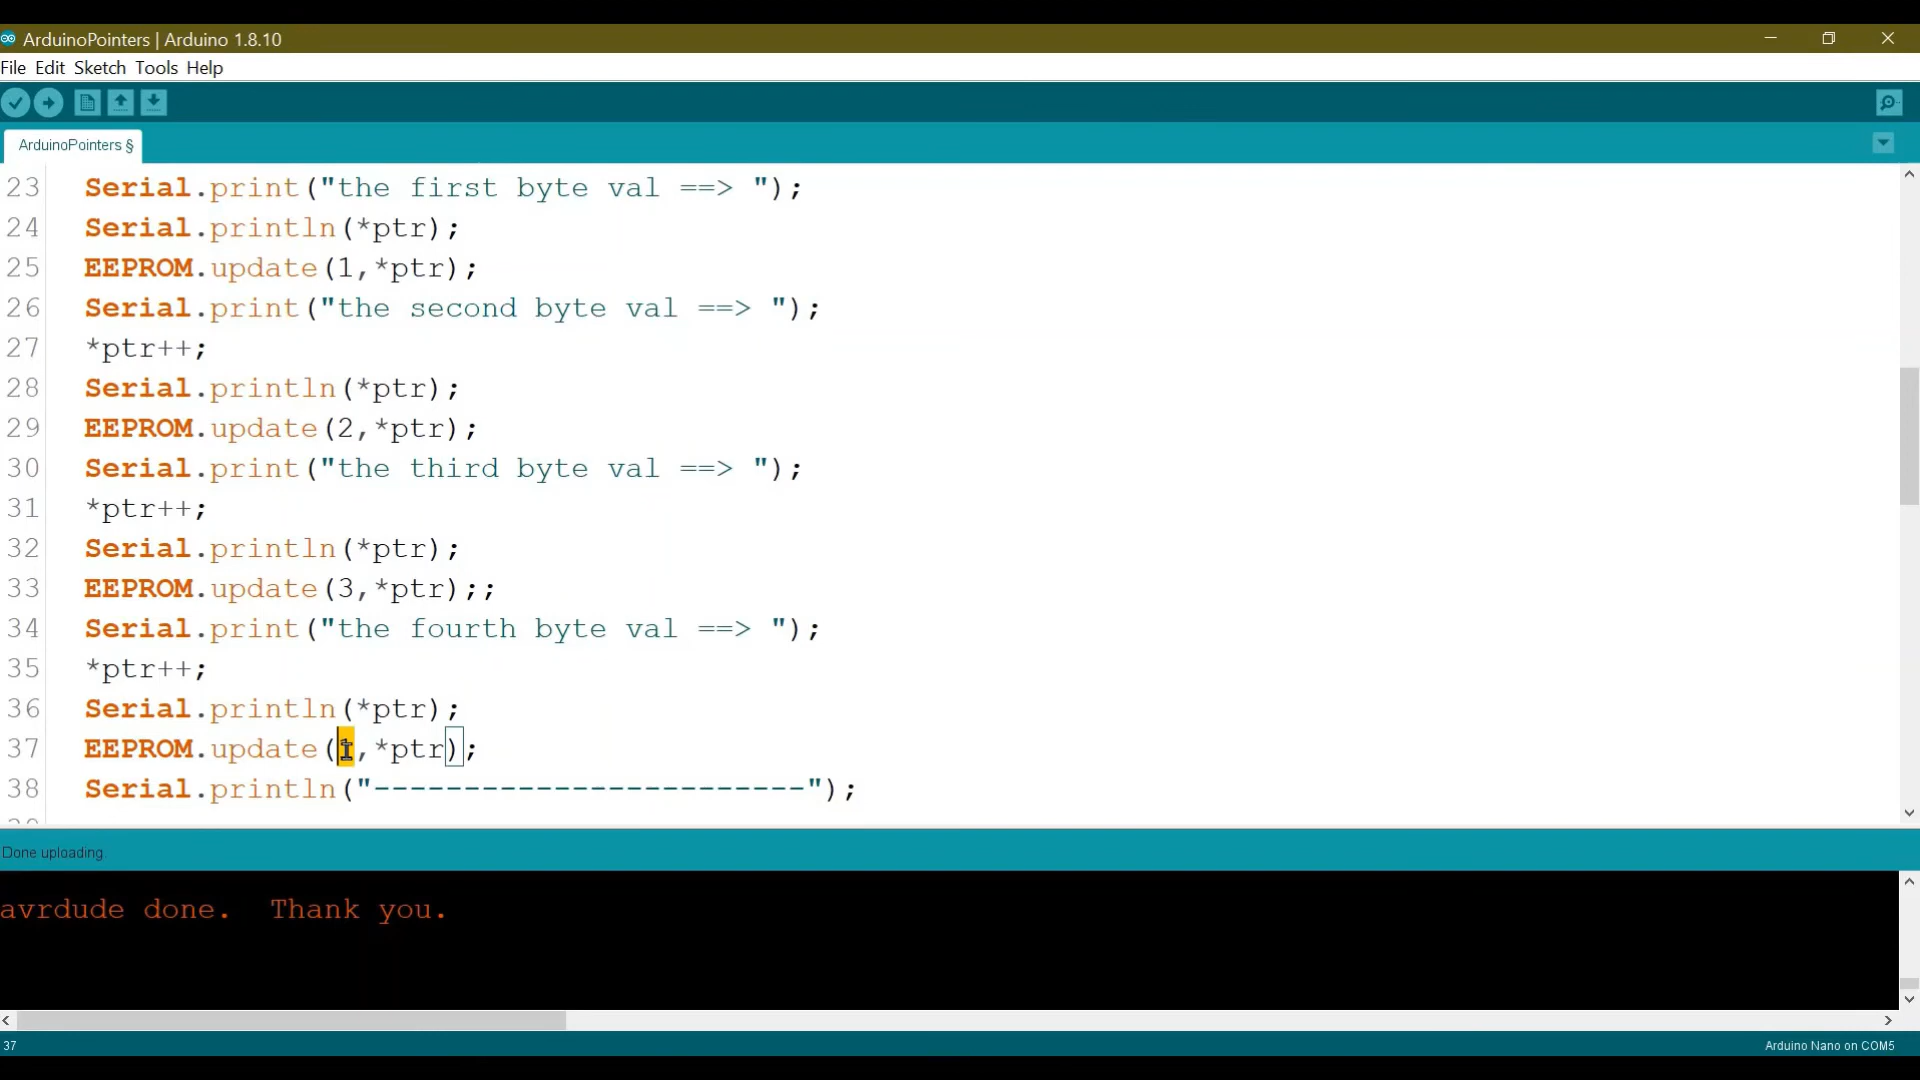 ArduinoPointers | Arduino 1.8.10
File Edit Sketch Tools Help
ArduinoPointers §
23 Serial.print("the first byte val ==> ");
24 Serial.println(*ptr);
25 EEPROM.update(1,*ptr);
26 Serial.print("the second byte val ==> ");
27 *ptr++;
28 Serial.println(*ptr);
29 EEPROM.update(2,*ptr);
30 Serial.print("the third byte val ==> ");
31 *ptr++;
32 Serial.println(*ptr);
33 EEPROM.update(3,*ptr);;
34 Serial.print("the fourth byte val ==> ");
35 *ptr++;
36 Serial.println(*ptr);
37 EEPROM.update(1,*ptr);
38 Serial.println("------------------------");
Done uploading.
avrdude done.  Thank you.
37
Arduino Nano on COM5